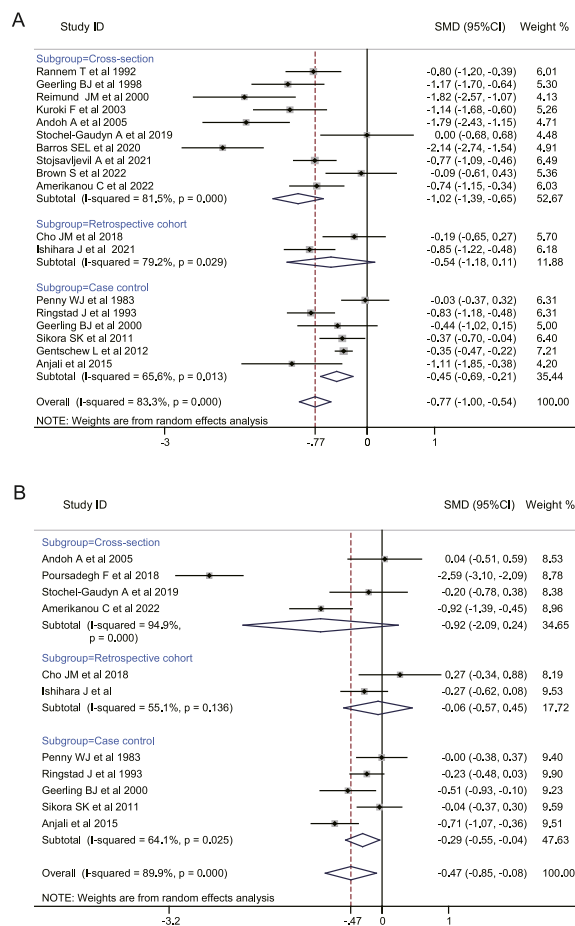 A
Study ID SMD (95%CI) Weight %
Subgroup=Cross-section
Rannem T et al 1992 -0.80 (-1.20, -0.39) 6.01
Geerling BJ et al 1998 -1.17 (-1.70, -0.64) 5.30
Reimund JM et al 2000 -1.82 (-2.57, -1.07) 4.13
Kuroki F et al 2003 -1.14 (-1.68, -0.60) 5.26
Andoh A et al 2005 -1.79 (-2.43, -1.15) 4.71
Stochel-Gaudyn A et al 2019 0.00 (-0.68, 0.68) 4.48
Barros SEL et al 2020 -2.14 (-2.74, -1.54) 4.91
Stojsavljevil A et al 2021 -0.77 (-1.09, -0.46) 6.49
Brown S et al 2022 -0.09 (-0.61, 0.43) 5.36
Amerikanou C et al 2022 -0.74 (-1.15, -0.34) 6.03
Subtotal (I-squared = 81.5%, p = 0.000) -1.02 (-1.39, -0.65) 52.67
Subgroup=Retrospective cohort
Cho JM et al 2018 -0.19 (-0.65, 0.27) 5.70
Ishihara J et al 2021 -0.85 (-1.22, -0.48) 6.18
Subtotal (I-squared = 79.2%, p = 0.029) -0.54 (-1.18, 0.11) 11.88
Subgroup=Case control
Penny WJ et al 1983 -0.03 (-0.37, 0.32) 6.31
Ringstad J et al 1993 -0.83 (-1.18, -0.48) 6.31
Geerling BJ et al 2000 -0.44 (-1.02, 0.15) 5.00
Sikora SK et al 2011 -0.37 (-0.70, -0.04) 6.40
Gentschew L et al 2012 -0.35 (-0.47, -0.22) 7.21
Anjali et al 2015 -1.11 (-1.85, -0.38) 4.20
Subtotal (I-squared = 65.6%, p = 0.013) -0.45 (-0.69, -0.21) 35.44
Overall (I-squared = 83.3%, p = 0.000) -0.77 (-1.00, -0.54) 100.00
NOTE: Weights are from random effects analysis
-3 -.77 0 1
B
Study ID SMD (95%CI) Weight %
Subgroup=Cross-section
Andoh A et al 2005 0.04 (-0.51, 0.59) 8.53
Poursadegh F et al 2018 -2.59 (-3.10, -2.09) 8.78
Stochel-Gaudyn A et al 2019 -0.20 (-0.78, 0.38) 8.38
Amerikanou C et al 2022 -0.92 (-1.39, -0.45) 8.96
Subtotal (I-squared = 94.9%, -0.92 (-2.09, 0.24) 34.65
p = 0.000)
Subgroup=Retrospective cohort
Cho JM et al 2018 0.27 (-0.34, 0.88) 8.19
Ishihara J et al -0.27 (-0.62, 0.08) 9.53
Subtotal (I-squared = 55.1%, p = 0.136) -0.06 (-0.57, 0.45) 17.72
Subgroup=Case control
Penny WJ et al 1983 -0.00 (-0.38, 0.37) 9.40
Ringstad J et al 1993 -0.23 (-0.48, 0.03) 9.90
Geerling BJ et al 2000 -0.51 (-0.93, -0.10) 9.23
Sikora SK et al 2011 -0.04 (-0.37, 0.30) 9.59
Anjali et al 2015 -0.71 (-1.07, -0.36) 9.51
Subtotal (I-squared = 64.1%, p = 0.025) -0.29 (-0.55, -0.04) 47.63
Overall (I-squared = 89.9%, p = 0.000) -0.47 (-0.85, -0.08) 100.00
NOTE: Weights are from random effects analysis
-3.2 -.47 0 1